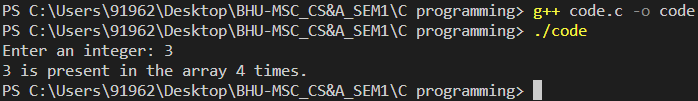 PS C:\Users\91962\Desktop\BHU-MSC_CS&A_SEM1\C programming> g++ code.c -o code
PS C:\Users\91962\Desktop\BHU-MSC_CS&A_SEM1\C programming> ./code
Enter an integer: 3
3 is present in the array 4 times.
PS C:\Users\91962\Desktop\BHU-MSC_CS&A_SEM1\C programming>